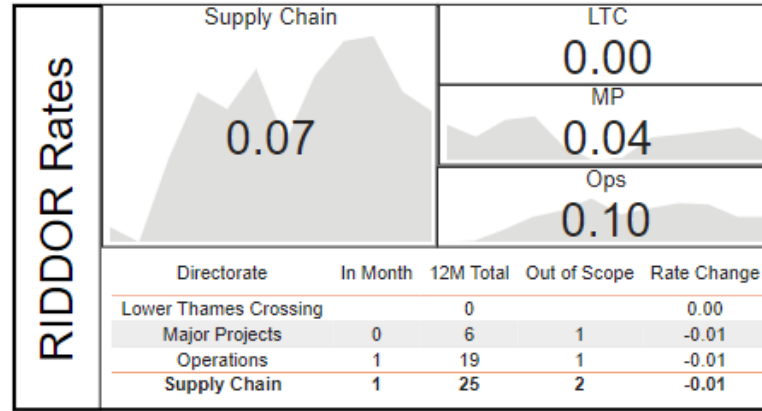 RIDDOR Rates
Supply Chain
0.07
LTC
0.00
MP
0.04
Ops
0.10
Directorate In Month 12M Total Out of Scope Rate Change
Lower Thames Crossing 0 0.00
Major Projects 0 6 1 -0.01
Operations 1 19 1 -0.01
Supply Chain 1 25 2 -0.01